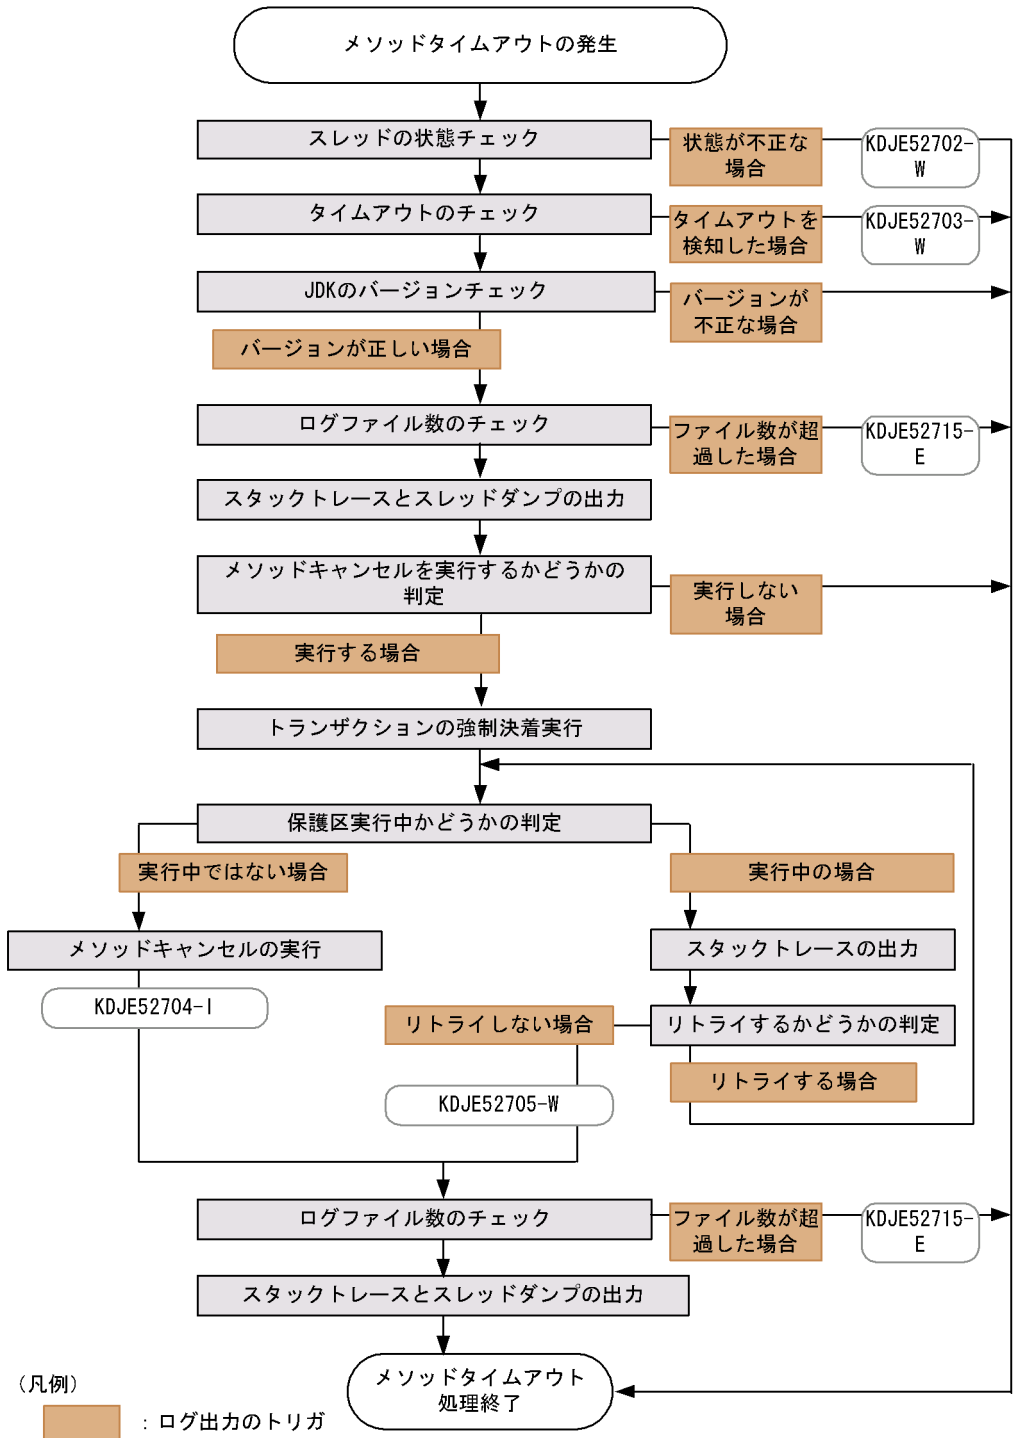 メソッドタイムアウトの発生
スレッドの状態チェック
状態が不正な
場合
KDJE52702-
W
タイムアウトのチェック
タイムアウトを
検知した場合
KDJE52703-
W
JDKのバージョンチェック
バージョンが
不正な場合
バージョンが正しい場合
ログファイル数のチェック
ファイル数が超
過した場合
KDJE52715-
E
スタックトレースとスレッドダンプの出力
メソッドキャンセルを実行するかどうかの
判定
実行しない
場合
実行する場合
トランザクションの強制決着実行
保護区実行中かどうかの判定
実行中ではない場合
実行中の場合
メソッドキャンセルの実行
スタックトレースの出力
KDJE52704-I
リトライしない場合
リトライするかどうかの判定
リトライする場合
KDJE52705-W
ログファイル数のチェック
ファイル数が超
過した場合
KDJE52715-
E
スタックトレースとスレッドダンプの出力
メソッドタイムアウト
処理終了
(凡例)
：ログ出力のトリガ